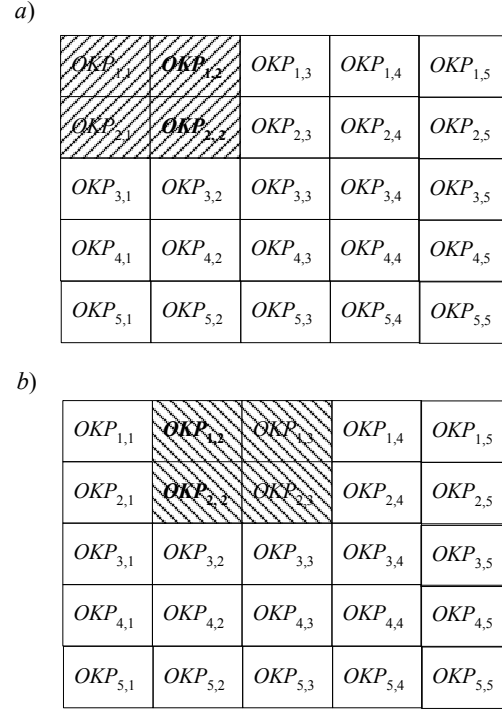 a)
OKP1,1 OKP1,2 OKP1,3 OKP1,4 OKP1,5
OKP2,1 OKP2,2 OKP2,3 OKP2,4 OKP2,5
OKP3,1 OKP3,2 OKP3,3 OKP3,4 OKP3,5
OKP4,1 OKP4,2 OKP4,3 OKP4,4 OKP4,5
OKP5,1 OKP5,2 OKP5,3 OKP5,4 OKP5,5
b)
OKP1,1 OKP1,2 OKP1,3 OKP1,4 OKP1,5
OKP2,1 OKP2,2 OKP2,3 OKP2,4 OKP2,5
OKP3,1 OKP3,2 OKP3,3 OKP3,4 OKP3,5
OKP4,1 OKP4,2 OKP4,3 OKP4,4 OKP4,5
OKP5,1 OKP5,2 OKP5,3 OKP5,4 OKP5,5